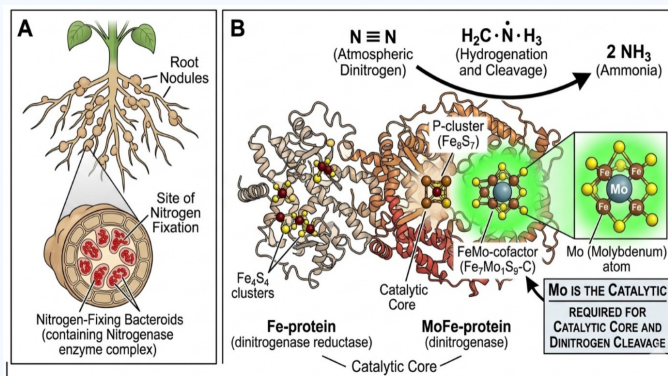 A
Root
Nodules
Site of
Nitrogen
Fixation
Nitrogen-Fixing Bacteroids
(containing Nitrogenase
enzyme complex)
B
N ≡ N
(Atmospheric
Dinitrogen)
H₂C · Ṅ · H₃
(Hydrogenation
and Cleavage)
2 NH₃
(Ammonia)
P-cluster
(Fe₈S₇)
Fe
Fe
Mo
Fe
Fe
Fe₄S₄
clusters
Catalytic
Core
FeMo-cofactor
(Fe₇Mo₁S₉-C)
Mo (Molybdenum)
atom
Fe-protein
(dinitrogenase reductase)
MoFe-protein
(dinitrogenase)
Catalytic Core
Mo is the Catalytic
required for
Catalytic Core and
Dinitrogen Cleavage